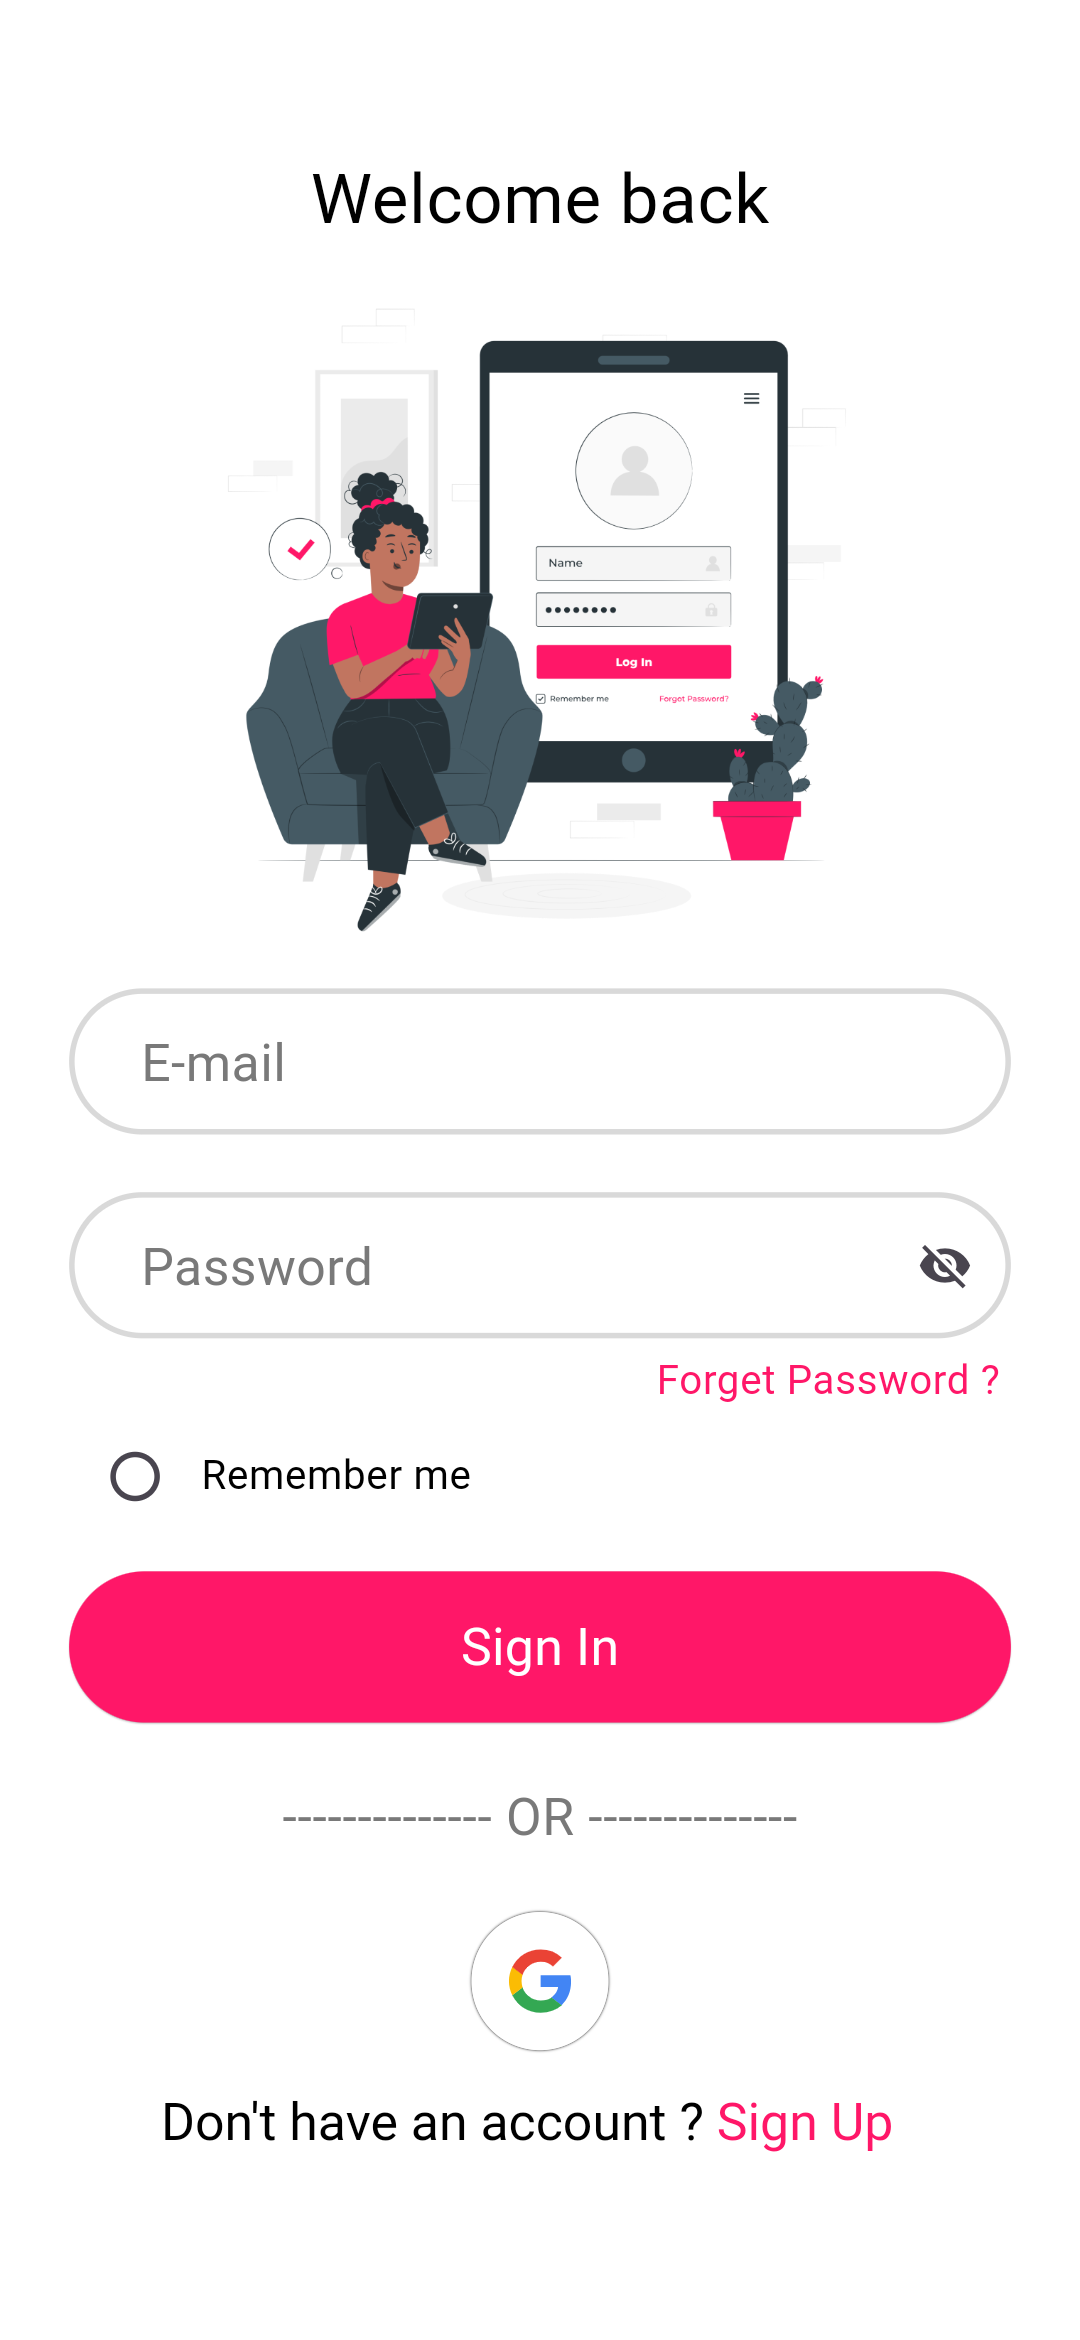 Welcome back
Name
Log In
Remember me Forgot Password?
E-mail
Password
Forget Password ?
Remember me
Sign In
-------------- OR --------------
Don't have an account ? Sign Up